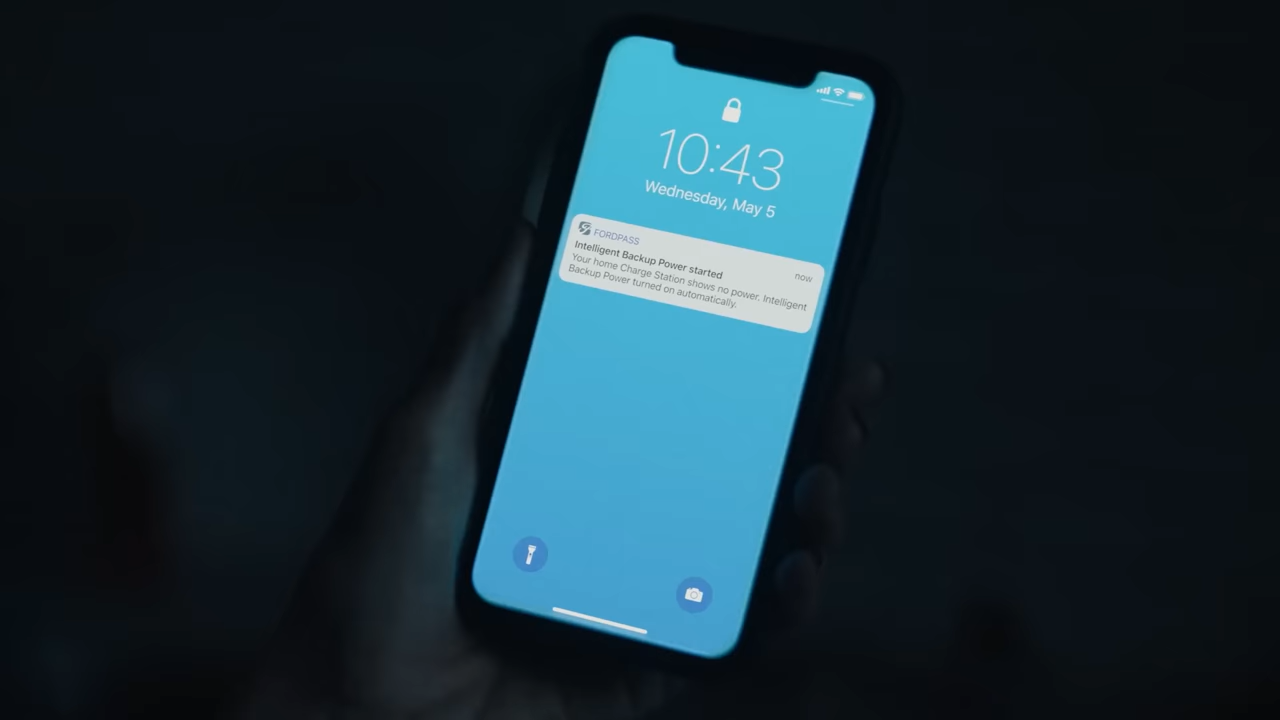 10:43
Wednesday, May 5
FORDPASS
now
Intelligent Backup Power started
Your home Charge Station shows no power. Intelligent
Backup Power turned on automatically.